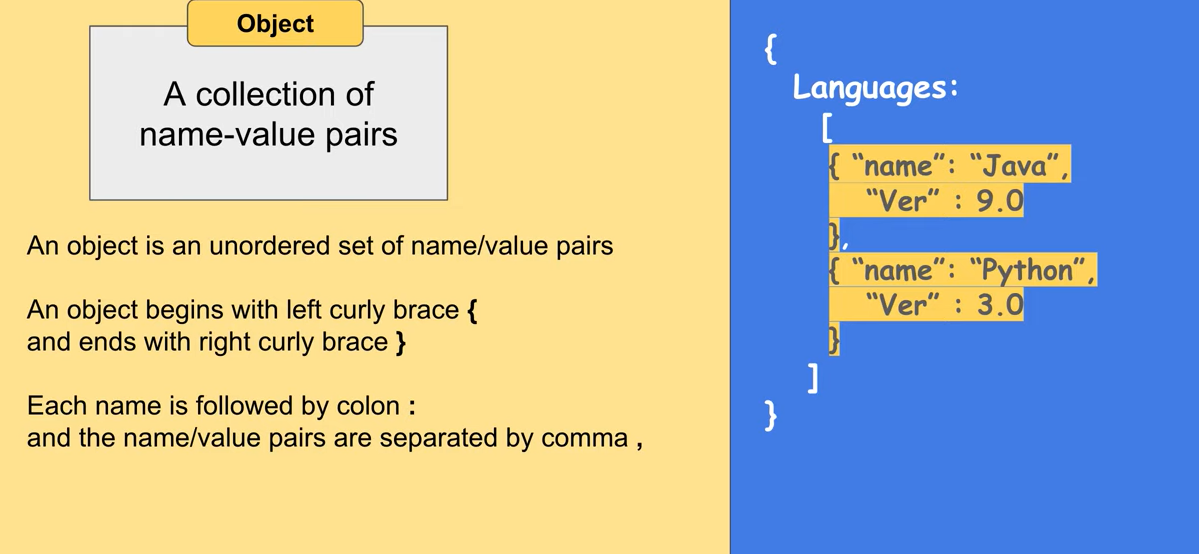 Object
A collection of
name-value pairs
An object is an unordered set of name/value pairs
An object begins with left curly brace {
and ends with right curly brace }
Each name is followed by colon :
and the name/value pairs are separated by comma ,
{
Languages:
[
{ “name”: “Java”,
“Ver” : 9.0
},
{ “name”: “Python”,
“Ver” : 3.0
}
]
}